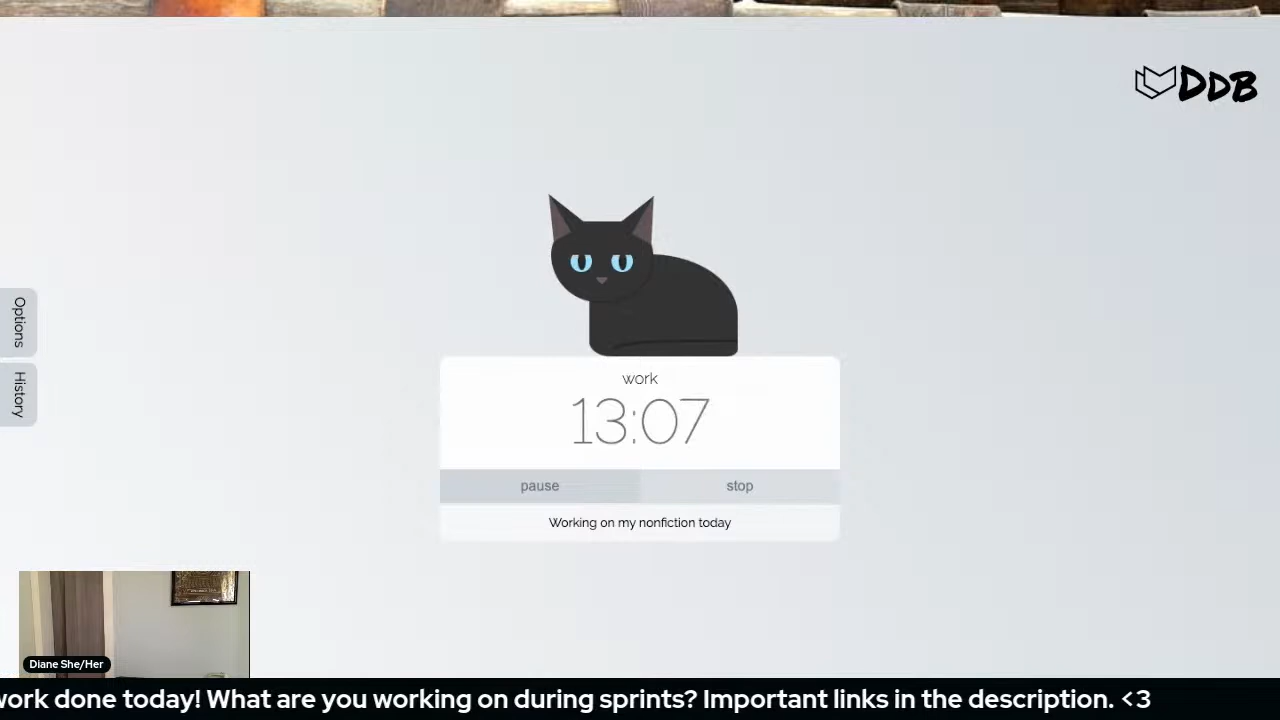 DDB
Options
History
work
13:07
pause
stop
Working on my nonfiction today
Diane She/Her
work done today! What are you working on during sprints? Important links in the description. <3